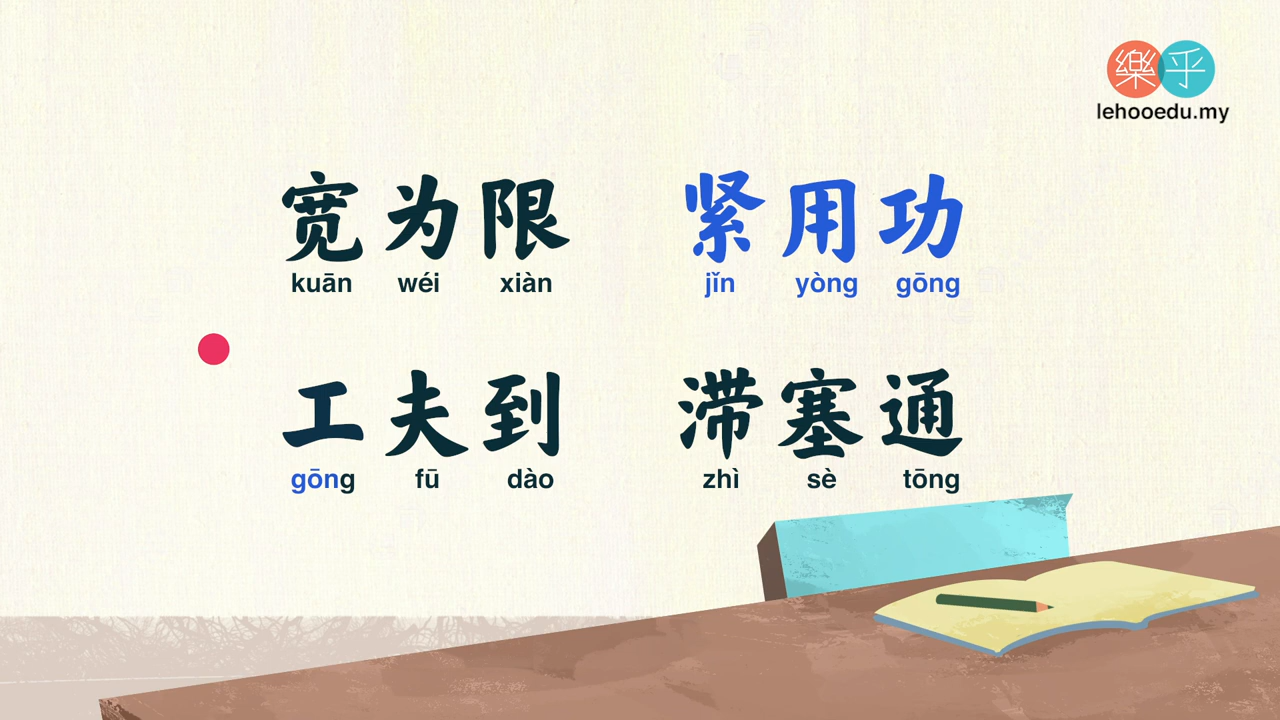 樂乎
lehooedu.my
宽为限 紧用功
kuān wéi xiàn jǐn yòng gōng
工夫到 滞塞通
gōng fū dào zhì sè tōng